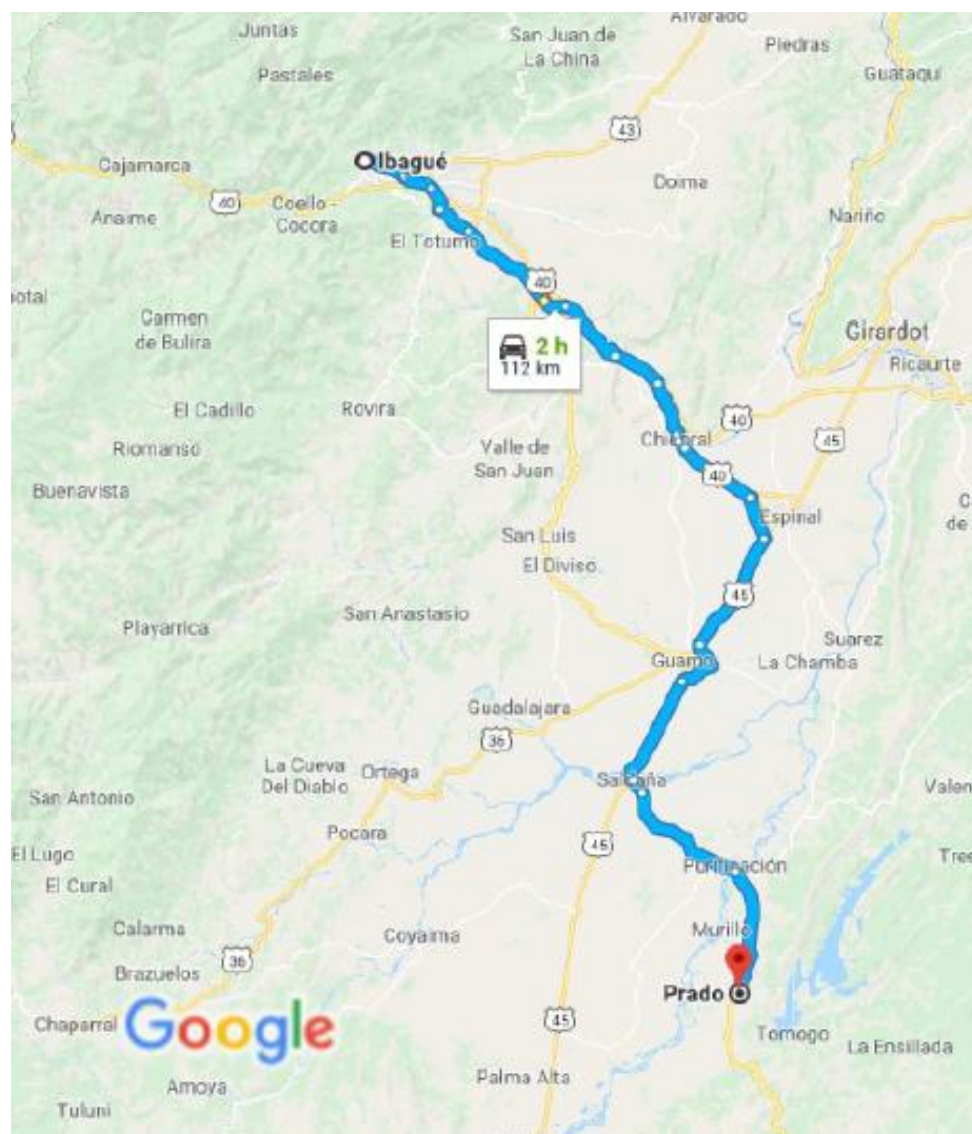 Alvarado
Juntas
San Juan de
La China
Piedras
Pastales
Guataquí
43
Ibagué
Cajamarca
Doima
40
Coello -
Cocora
Anaime
Nariño
El Totumo
40
Carmen
de Bulira
2 h
112 km
Girardot
Ricaurte
El Cadillo
Rovira
40
Chicoral
45
Riomanso
Valle de
San Juan
40
Buenavista
Espinal
San Luis
El Diviso
45
San Anastasio
Playarrica
Suarez
Guamo
La Chamba
Guadalajara
36
La Cueva
Del Diablo
Ortega
Saldaña
San Antonio
Valen
Pocara
45
El Lugo
Tree
Purificación
El Cural
Calarma
Coyaima
Murillo
36
Brazuelos
Prado
Chaparral
Google
45
Tomogo
La Ensillada
Palma Alta
Amoya
Tuluni